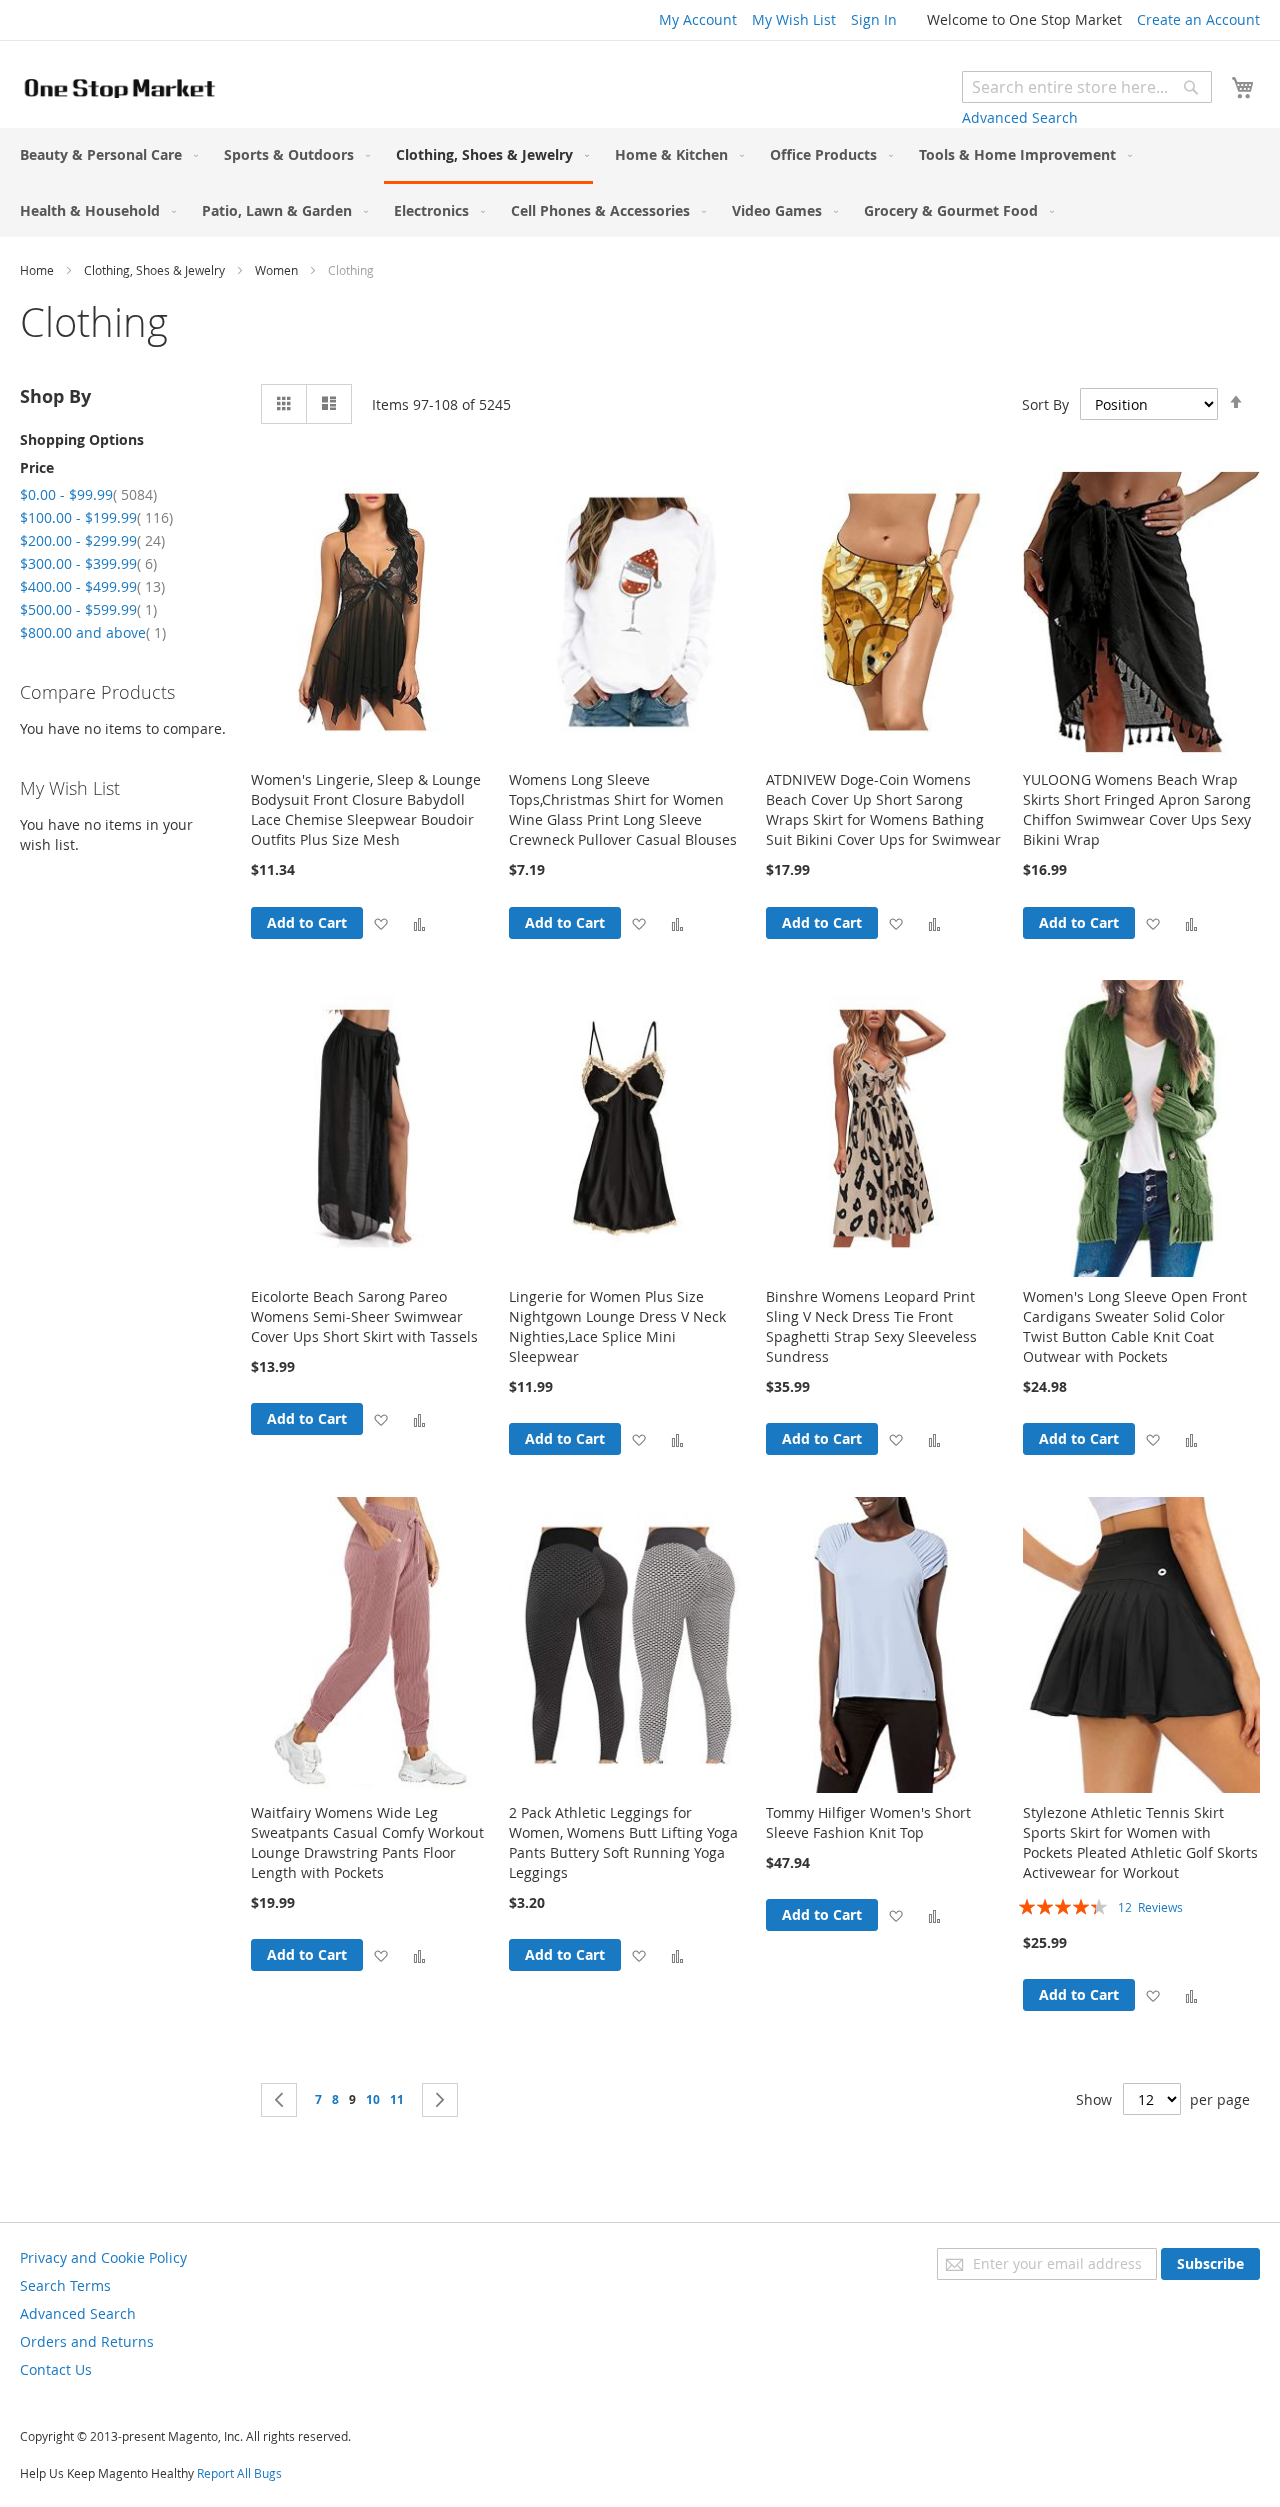 My Account My Wish List Sign In Welcome to One Stop Market Create an Account
One Stop Market
Search entire store here...
Advanced Search
Beauty & Personal Care Sports & Outdoors Clothing, Shoes & Jewelry Home & Kitchen Office Products Tools & Home Improvement
Health & Household Patio, Lawn & Garden Electronics Cell Phones & Accessories Video Games Grocery & Gourmet Food
Home Clothing, Shoes & Jewelry Women Clothing
Clothing
Shop By
Shopping Options
Price
$0.00 - $99.99( 5084)
$100.00 - $199.99( 116)
$200.00 - $299.99( 24)
$300.00 - $399.99( 6)
$400.00 - $499.99( 13)
$500.00 - $599.99( 1)
$800.00 and above( 1)
Compare Products
You have no items to compare.
My Wish List
You have no items in your
wish list.
Items 97-108 of 5245
Sort By Position
Women's Lingerie, Sleep & Lounge
Bodysuit Front Closure Babydoll
Lace Chemise Sleepwear Boudoir
Outfits Plus Size Mesh
$11.34
Add to Cart
Womens Long Sleeve
Tops,Christmas Shirt for Women
Wine Glass Print Long Sleeve
Crewneck Pullover Casual Blouses
$7.19
Add to Cart
ATDNIVEW Doge-Coin Womens
Beach Cover Up Short Sarong
Wraps Skirt for Womens Bathing
Suit Bikini Cover Ups for Swimwear
$17.99
Add to Cart
YULOONG Womens Beach Wrap
Skirts Short Fringed Apron Sarong
Chiffon Swimwear Cover Ups Sexy
Bikini Wrap
$16.99
Add to Cart
Eicolorte Beach Sarong Pareo
Womens Semi-Sheer Swimwear
Cover Ups Short Skirt with Tassels
$13.99
Add to Cart
Lingerie for Women Plus Size
Nightgown Lounge Dress V Neck
Nighties,Lace Splice Mini
Sleepwear
$11.99
Add to Cart
Binshre Womens Leopard Print
Sling V Neck Dress Tie Front
Spaghetti Strap Sexy Sleeveless
Sundress
$35.99
Add to Cart
Women's Long Sleeve Open Front
Cardigans Sweater Solid Color
Twist Button Cable Knit Coat
Outwear with Pockets
$24.98
Add to Cart
Waitfairy Womens Wide Leg
Sweatpants Casual Comfy Workout
Lounge Drawstring Pants Floor
Length with Pockets
$19.99
Add to Cart
2 Pack Athletic Leggings for
Women, Womens Butt Lifting Yoga
Pants Buttery Soft Running Yoga
Leggings
$3.20
Add to Cart
Tommy Hilfiger Women's Short
Sleeve Fashion Knit Top
$47.94
Add to Cart
Stylezone Athletic Tennis Skirt
Sports Skirt for Women with
Pockets Pleated Athletic Golf Skorts
Activewear for Workout
12 Reviews
$25.99
Add to Cart
7 8 9 10 11
Show 12 per page
Privacy and Cookie Policy
Search Terms
Advanced Search
Orders and Returns
Contact Us
Enter your email address Subscribe
Copyright © 2013-present Magento, Inc. All rights reserved.
Help Us Keep Magento Healthy Report All Bugs